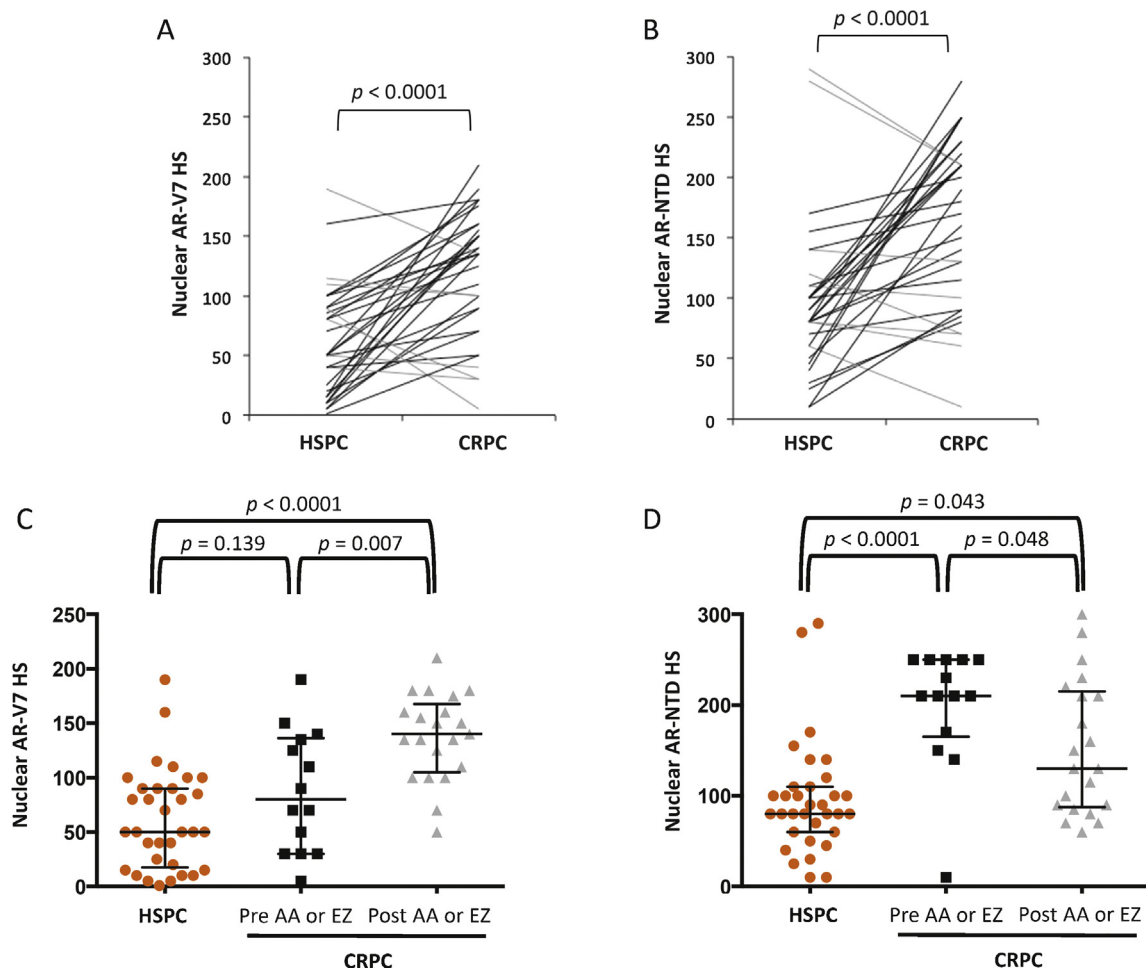 A
p < 0.0001
Nuclear AR-V7 HS
300
250
200
150
100
50
0
HSPC
CRPC
B
p < 0.0001
Nuclear AR-NTD HS
300
250
200
150
100
50
0
HSPC
CRPC
C
p < 0.0001
p = 0.139
p = 0.007
Nuclear AR-V7 HS
250
200
150
100
50
0
HSPC
Pre AA or EZ
Post AA or EZ
CRPC
D
p = 0.043
p < 0.0001
p = 0.048
Nuclear AR-NTD HS
300
200
100
0
HSPC
Pre AA or EZ
Post AA or EZ
CRPC